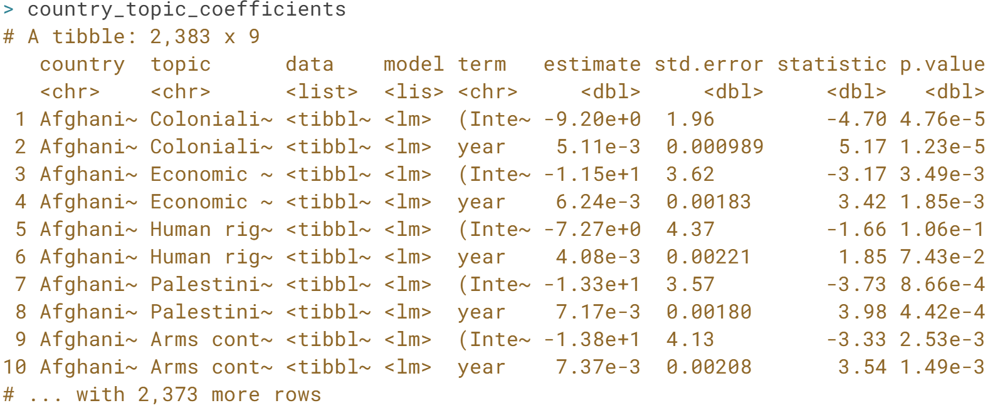 > country_topic_coefficients
# A tibble: 2,383 x 9
   country  topic      data    model term   estimate std.error statistic p.value
   <chr>    <chr>      <list>  <lis> <chr>     <dbl>     <dbl>     <dbl>   <dbl>
 1 Afghani~ Coloniali~ <tibbl~ <lm>  (Inte~ -9.20e+0  1.96         -4.70 4.76e-5
 2 Afghani~ Coloniali~ <tibbl~ <lm>  year    5.11e-3  0.000989      5.17 1.23e-5
 3 Afghani~ Economic ~ <tibbl~ <lm>  (Inte~ -1.15e+1  3.62         -3.17 3.49e-3
 4 Afghani~ Economic ~ <tibbl~ <lm>  year    6.24e-3  0.00183       3.42 1.85e-3
 5 Afghani~ Human rig~ <tibbl~ <lm>  (Inte~ -7.27e+0  4.37         -1.66 1.06e-1
 6 Afghani~ Human rig~ <tibbl~ <lm>  year    4.08e-3  0.00221       1.85 7.43e-2
 7 Afghani~ Palestini~ <tibbl~ <lm>  (Inte~ -1.33e+1  3.57         -3.73 8.66e-4
 8 Afghani~ Palestini~ <tibbl~ <lm>  year    7.17e-3  0.00180       3.98 4.42e-4
 9 Afghani~ Arms cont~ <tibbl~ <lm>  (Inte~ -1.38e+1  4.13         -3.33 2.53e-3
10 Afghani~ Arms cont~ <tibbl~ <lm>  year    7.37e-3  0.00208       3.54 1.49e-3
# ... with 2,373 more rows